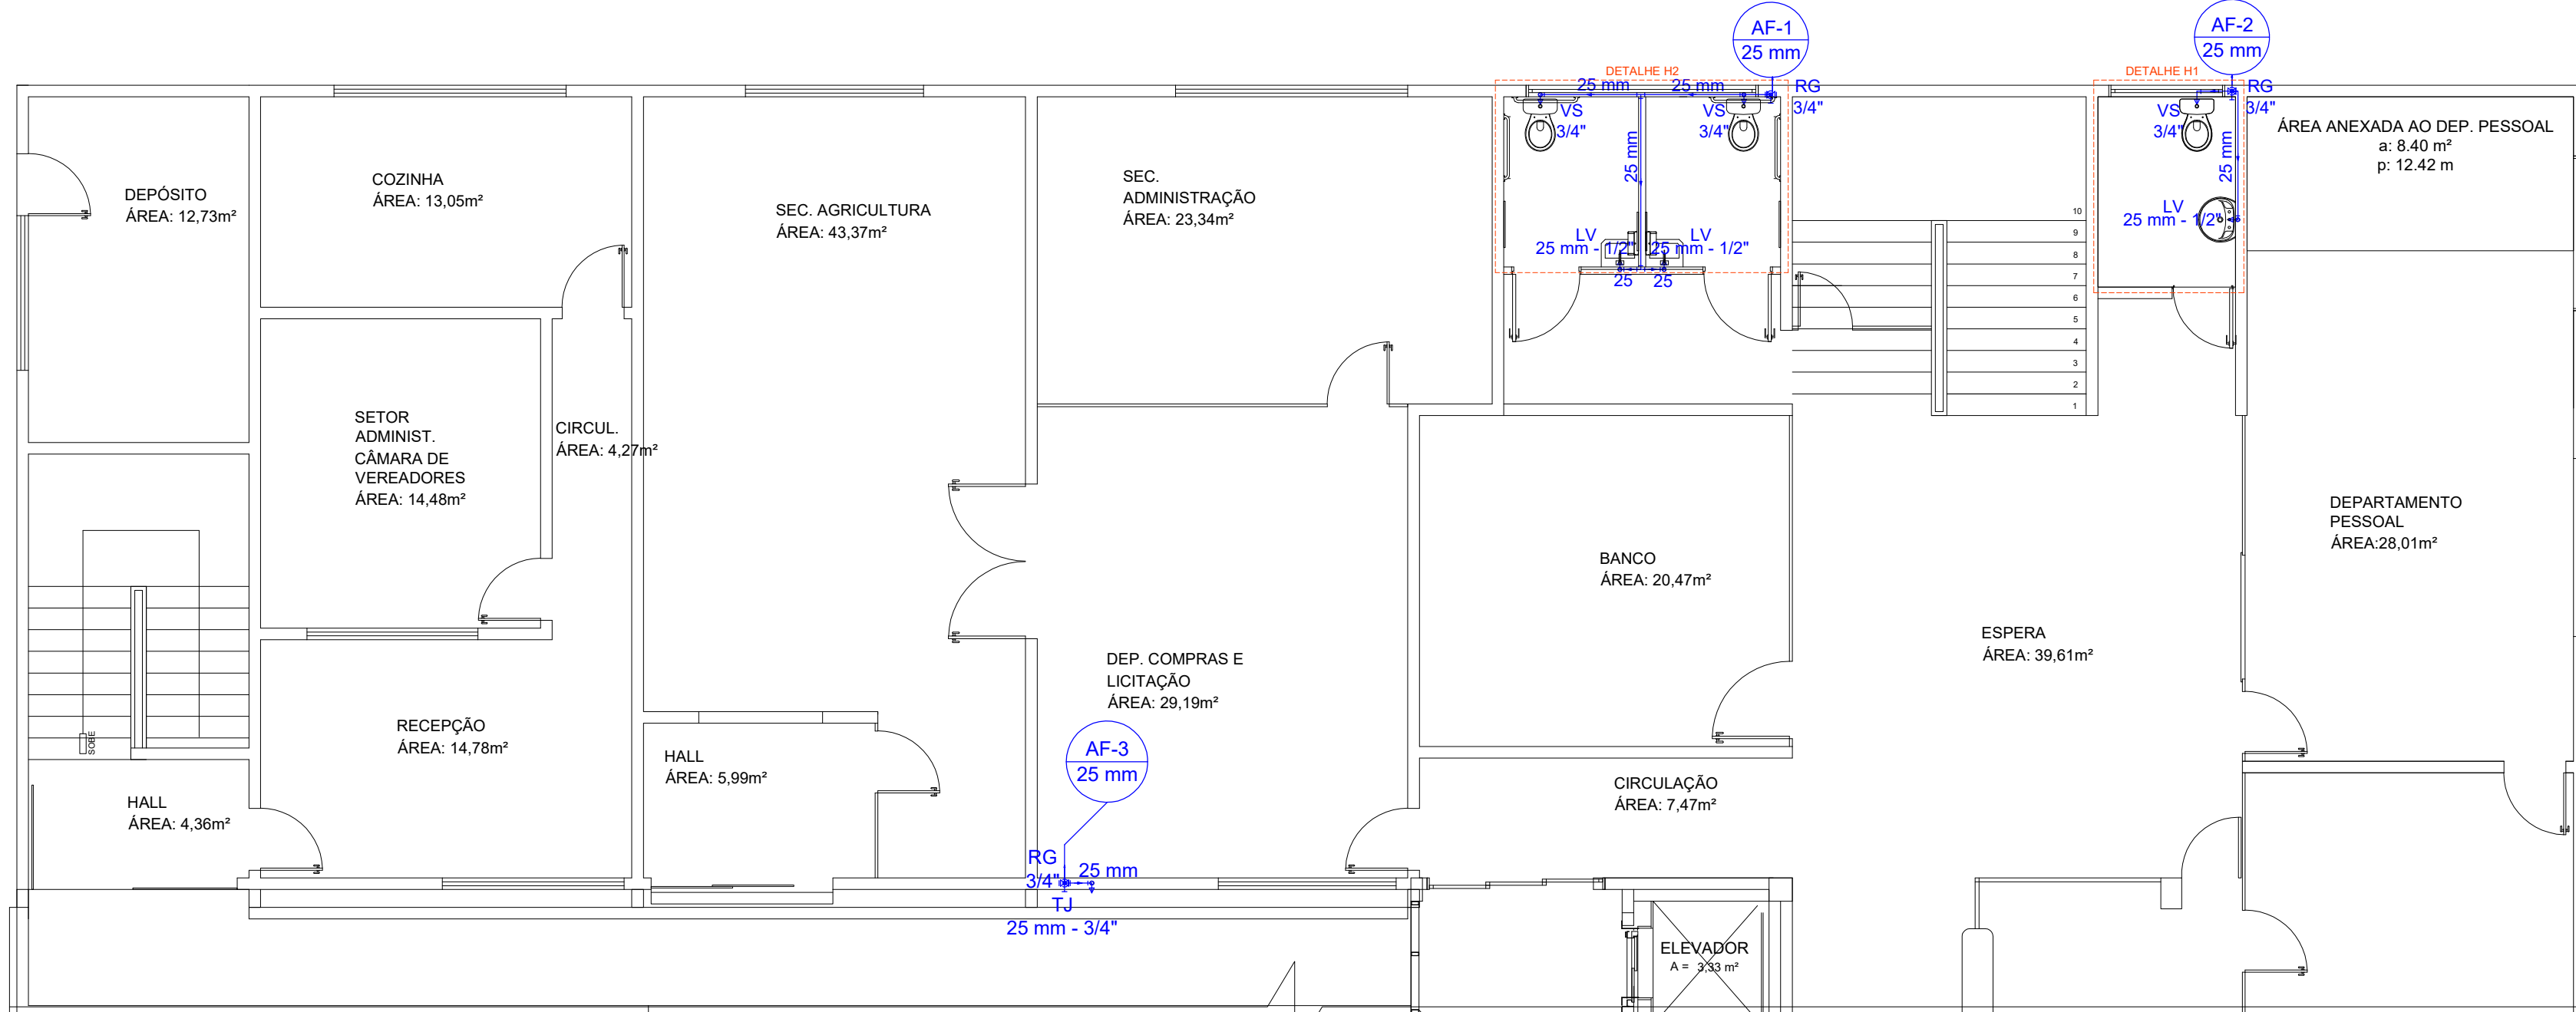 AF-1
25 mm
AF-2
25 mm
DETALHE H2
25 mm
25 mm
RG
3/4"
VS
3/4"
VS
3/4"
25 mm
LV
25 mm - 1/2"
LV
25 mm - 1/2"
25
25
DETALHE H1
RG
3/4"
VS
3/4"
25 mm
LV
25 mm - 1/2"
ÁREA ANEXADA AO DEP. PESSOAL
a: 8.40 m²
p: 12.42 m
DEPÓSITO
ÁREA: 12,73m²
COZINHA
ÁREA: 13,05m²
SEC. AGRICULTURA
ÁREA: 43,37m²
SEC.
ADMINISTRAÇÃO
ÁREA: 23,34m²
10
9
8
7
6
5
4
3
2
1
SETOR
ADMINIST.
CÂMARA DE
VEREADORES
ÁREA: 14,48m²
CIRCUL.
ÁREA: 4,27m²
BANCO
ÁREA: 20,47m²
DEPARTAMENTO
PESSOAL
ÁREA:28,01m²
ESPERA
ÁREA: 39,61m²
DEP. COMPRAS E
LICITAÇÃO
ÁREA: 29,19m²
SOBE
RECEPÇÃO
ÁREA: 14,78m²
HALL
ÁREA: 5,99m²
AF-3
25 mm
CIRCULAÇÃO
ÁREA: 7,47m²
HALL
ÁREA: 4,36m²
RG
3/4"
25 mm
TJ
25 mm - 3/4"
ELEVADOR
A = 3,33 m²